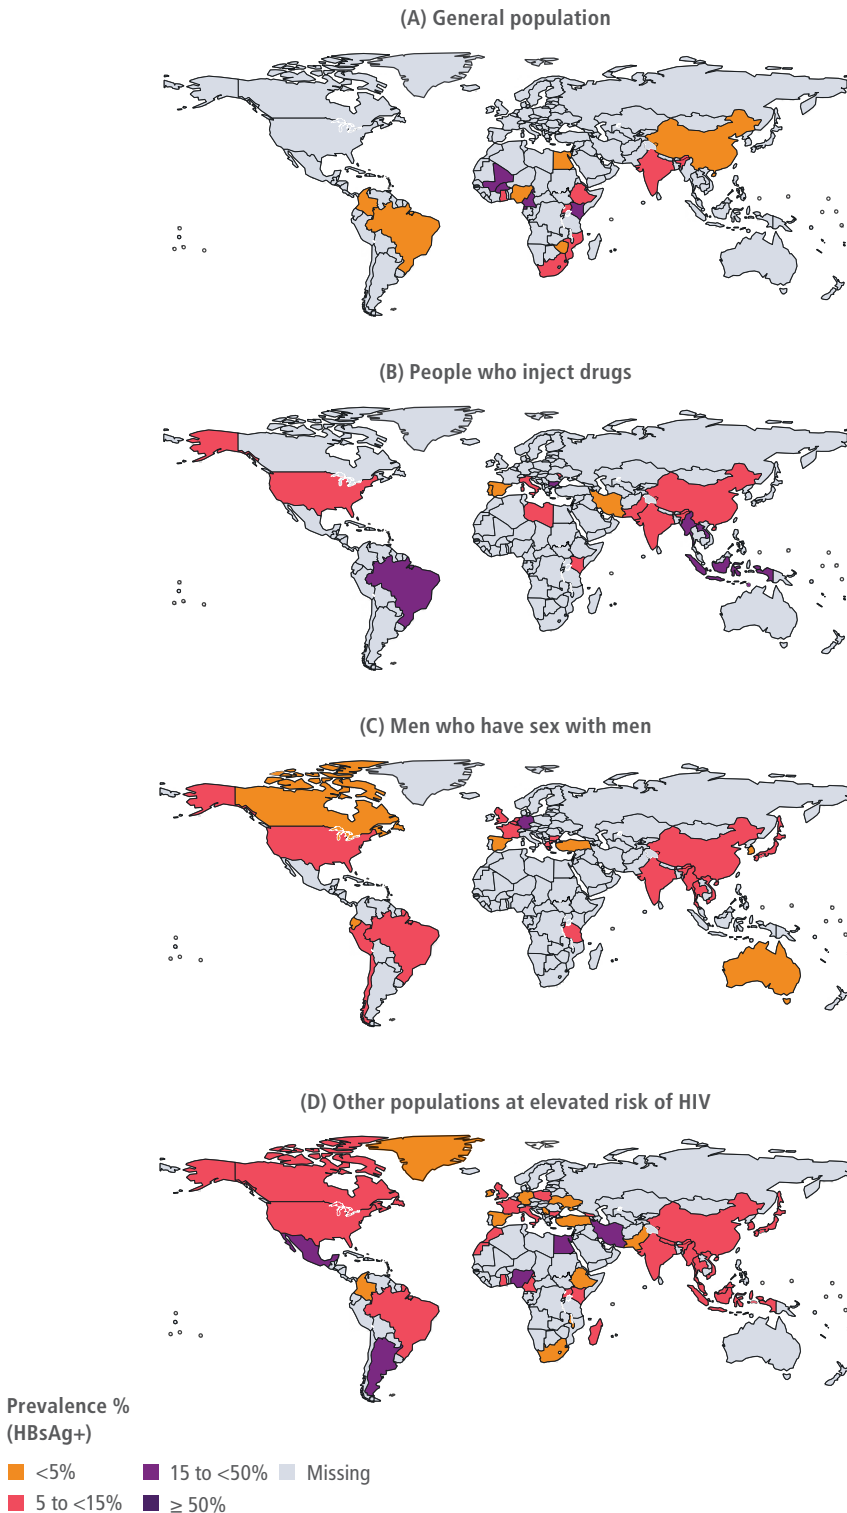 (A) General population
(B) People who inject drugs
(C) Men who have sex with men
(D) Other populations at elevated risk of HIV
Prevalence %
(HBsAg+)
<5%
15 to <50%
Missing
5 to <15%
≥ 50%